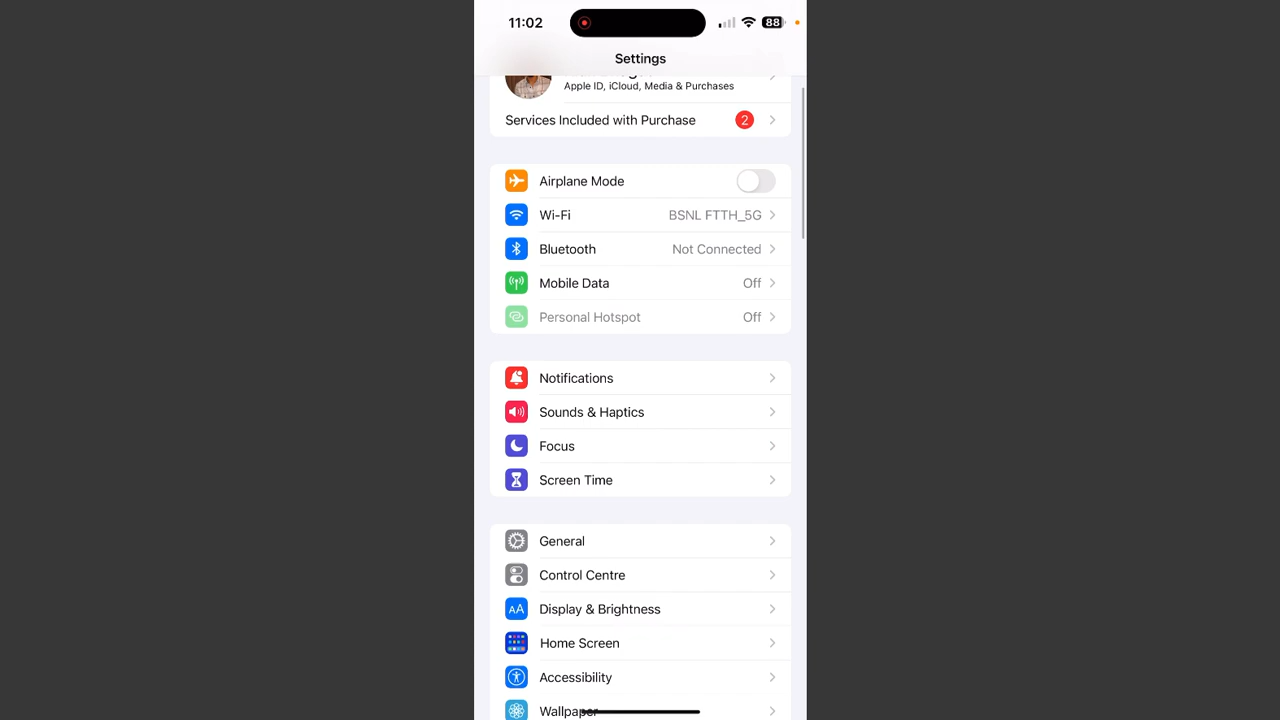 11:02
88
Settings
Apple ID, iCloud, Media & Purchases
Services Included with Purchase 2
Airplane Mode
Wi-Fi BSNL FTTH_5G
Bluetooth Not Connected
Mobile Data Off
Personal Hotspot Off
Notifications
Sounds & Haptics
Focus
Screen Time
General
Control Centre
AA Display & Brightness
Home Screen
Accessibility
Wallpaper